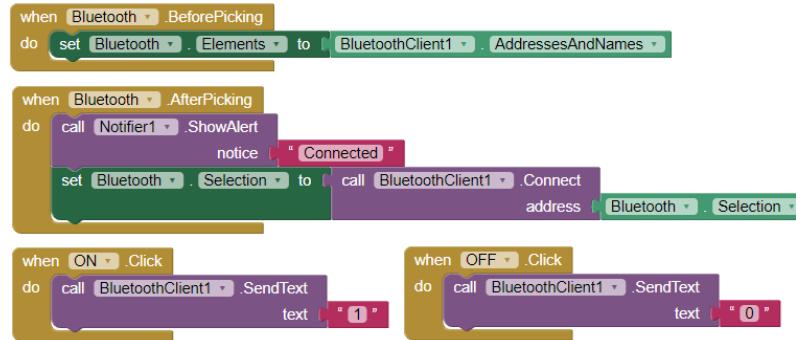 when Bluetooth .BeforePicking
do set Bluetooth . Elements to BluetoothClient1 . AddressesAndNames
when Bluetooth .AfterPicking
do call Notifier1 .ShowAlert
notice " Connected "
set Bluetooth . Selection to call BluetoothClient1 .Connect
address Bluetooth . Selection
when ON .Click
do call BluetoothClient1 .SendText
text " 1 "
when OFF .Click
do call BluetoothClient1 .SendText
text " 0 "